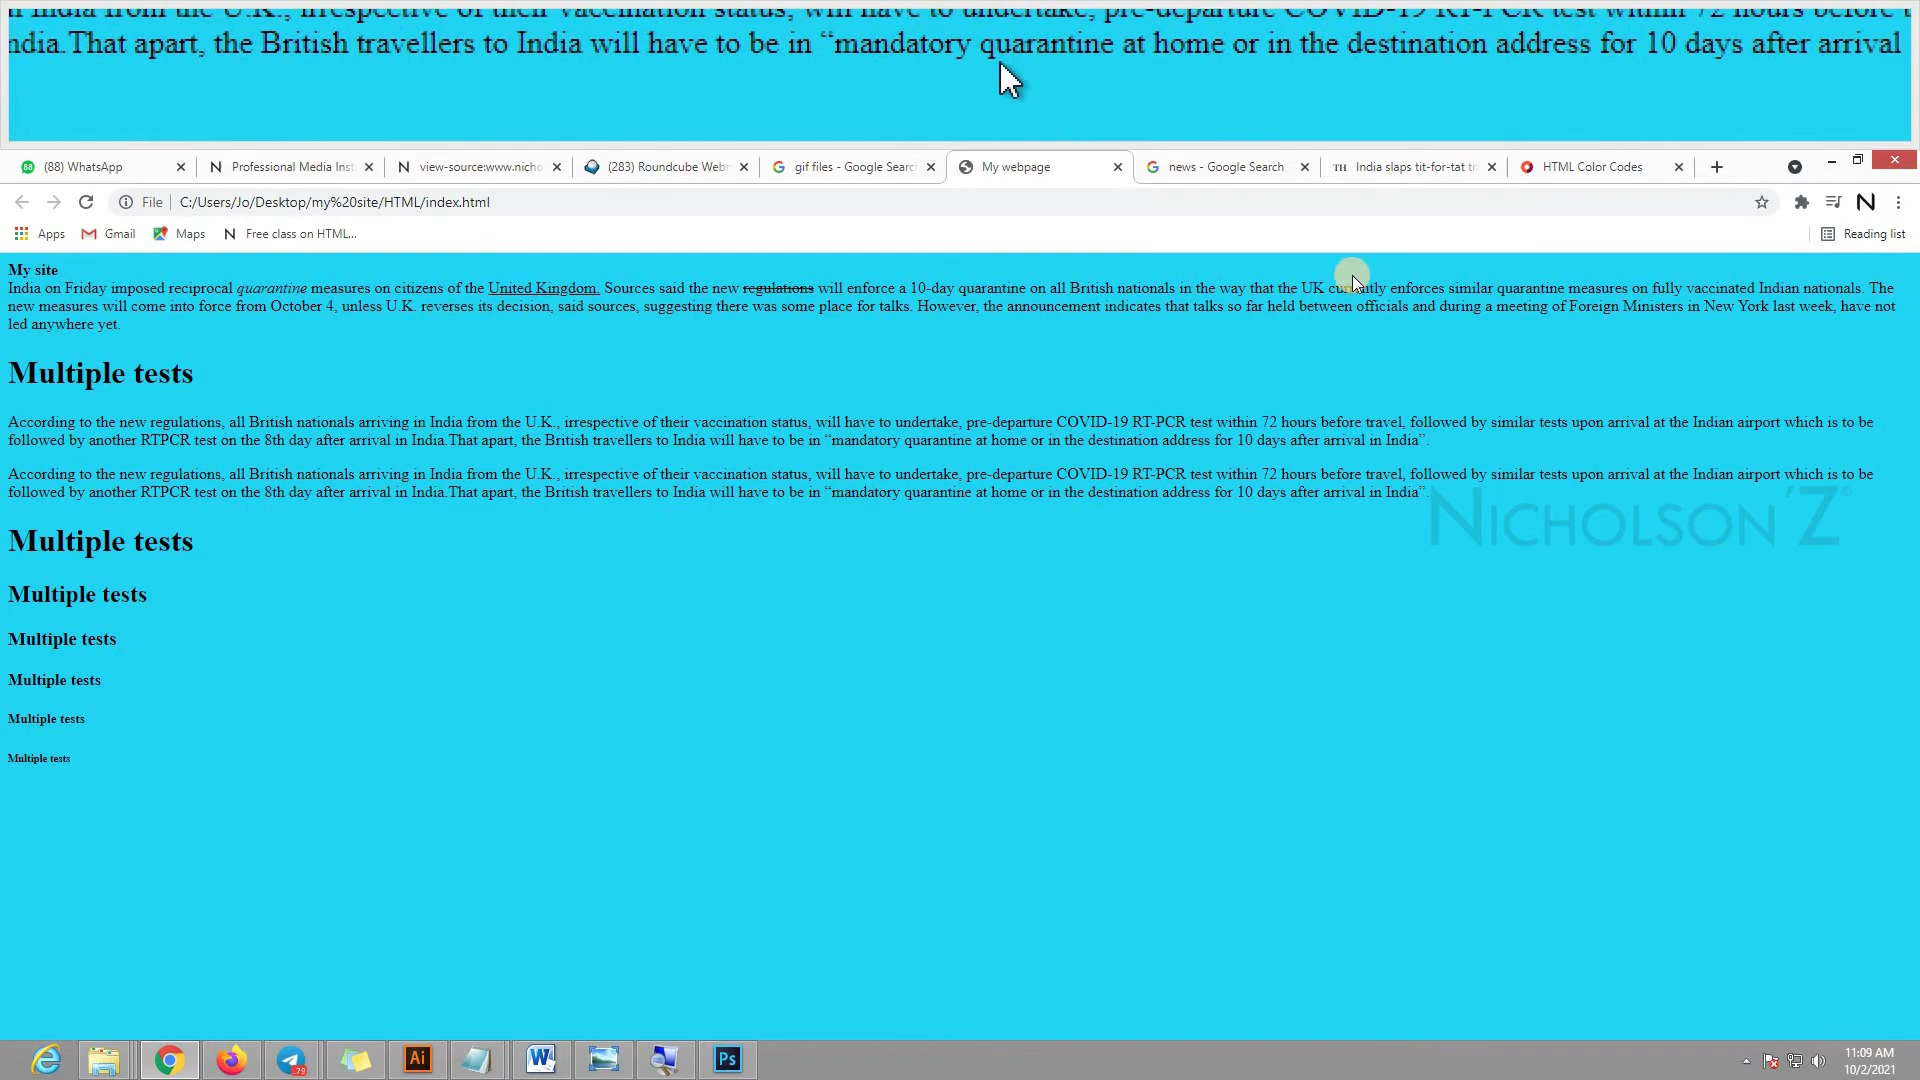 ndia.That apart, the British travellers to India will have to be in “mandatory quarantine at home or in the destination address for 10 days after arrival
(88) WhatsApp
Professional Media Inst
view-source:www.nicho
(283) Roundcube Webm
gif files - Google Search
My webpage
news - Google Search
TH India slaps tit-for-tat tr
HTML Color Codes
File C:/Users/Jo/Desktop/my%20site/HTML/index.html
Apps Gmail Maps Free class on HTML... Reading list
My site
India on Friday imposed reciprocal quarantine measures on citizens of the United Kingdom. Sources said the new regulations will enforce a 10-day quarantine on all British nationals in the way that the UK currently enforces similar quarantine measures on fully vaccinated Indian nationals. The
new measures will come into force from October 4, unless U.K. reverses its decision, said sources, suggesting there was some place for talks. However, the announcement indicates that talks so far held between officials and during a meeting of Foreign Ministers in New York last week, have not
led anywhere yet.
Multiple tests
According to the new regulations, all British nationals arriving in India from the U.K., irrespective of their vaccination status, will have to undertake, pre-departure COVID-19 RT-PCR test within 72 hours before travel, followed by similar tests upon arrival at the Indian airport which is to be
followed by another RTPCR test on the 8th day after arrival in India.That apart, the British travellers to India will have to be in “mandatory quarantine at home or in the destination address for 10 days after arrival in India”.
According to the new regulations, all British nationals arriving in India from the U.K., irrespective of their vaccination status, will have to undertake, pre-departure COVID-19 RT-PCR test within 72 hours before travel, followed by similar tests upon arrival at the Indian airport which is to be
followed by another RTPCR test on the 8th day after arrival in India.That apart, the British travellers to India will have to be in “mandatory quarantine at home or in the destination address for 10 days after arrival in India”.
NICHOLSON'Z
Multiple tests
Multiple tests
Multiple tests
Multiple tests
Multiple tests
Multiple tests
Ai
Ps
11:09 AM
10/2/2021